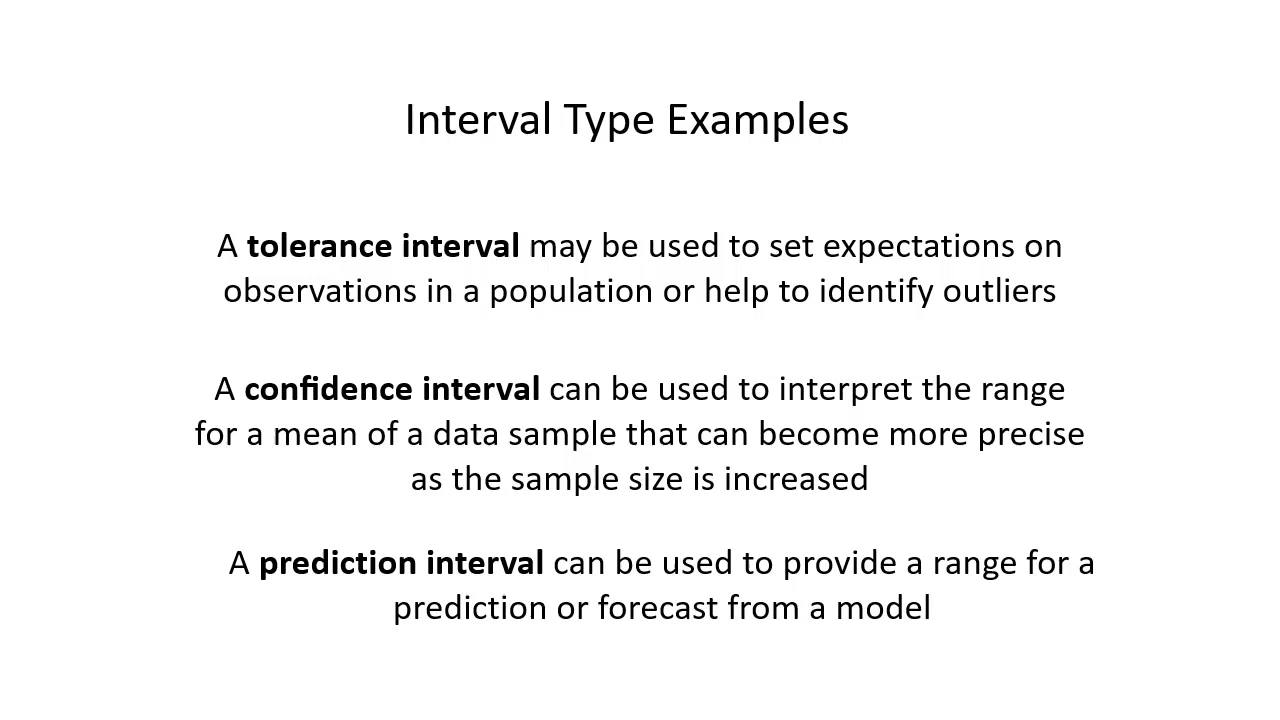 Interval Type Examples
A tolerance interval may be used to set expectations on
observations in a population or help to identify outliers
A confidence interval can be used to interpret the range
for a mean of a data sample that can become more precise
as the sample size is increased
A prediction interval can be used to provide a range for a
prediction or forecast from a model